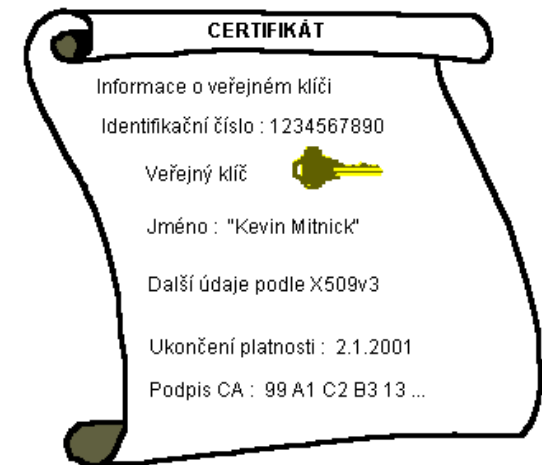 CERTIFIKÁT
Informace o veřejném klíči
Identifikační číslo : 1234567890
Veřejný klíč
Jméno : "Kevin Mitnick"
Další údaje podle X509v3
Ukončení platnosti : 2.1.2001
Podpis CA : 99 A1 C2 B3 13 ...